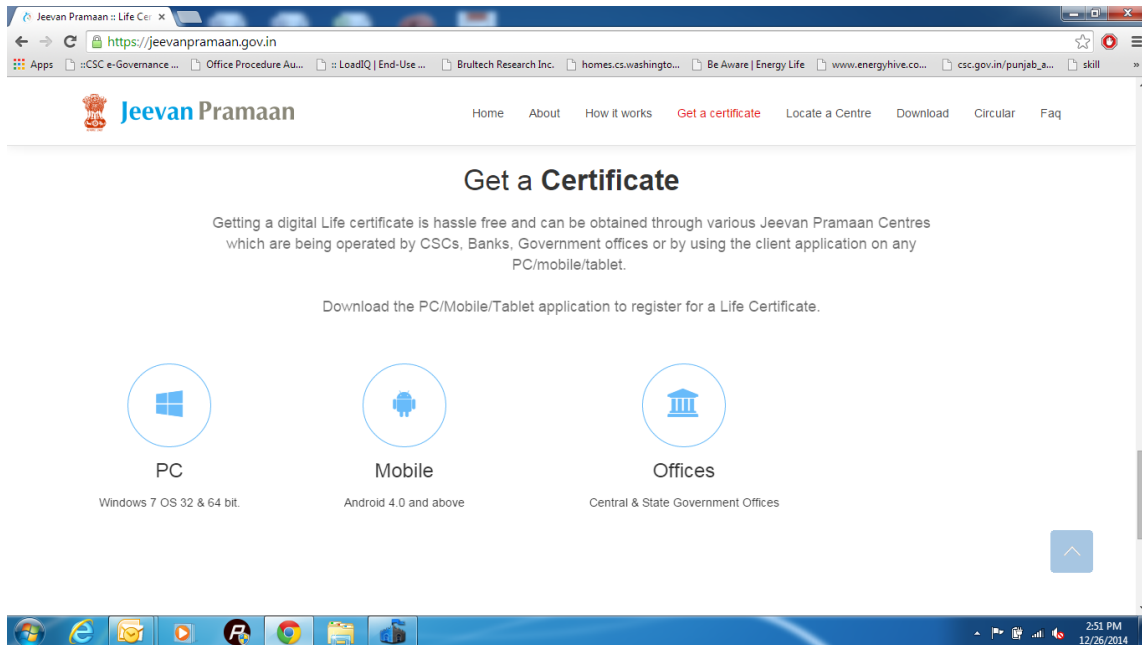 Jeevan Pramaan :: Life Cer
https://jeevanpramaan.gov.in
Apps ::CSC e-Governance ... Office Procedure Au... :: LoadIQ | End-Use ... Brultech Research Inc. homes.cs.washingto... Be Aware | Energy Life www.energyhive.co... csc.gov.in/punjab_a... skill »
Jeevan Pramaan Home About How it works Get a certificate Locate a Centre Download Circular Faq
Get a Certificate
Getting a digital Life certificate is hassle free and can be obtained through various Jeevan Pramaan Centres
which are being operated by CSCs, Banks, Government offices or by using the client application on any
PC/mobile/tablet.
Download the PC/Mobile/Tablet application to register for a Life Certificate.
PC Mobile Offices
Windows 7 OS 32 & 64 bit. Android 4.0 and above Central & State Government Offices
2:51 PM
12/26/2014